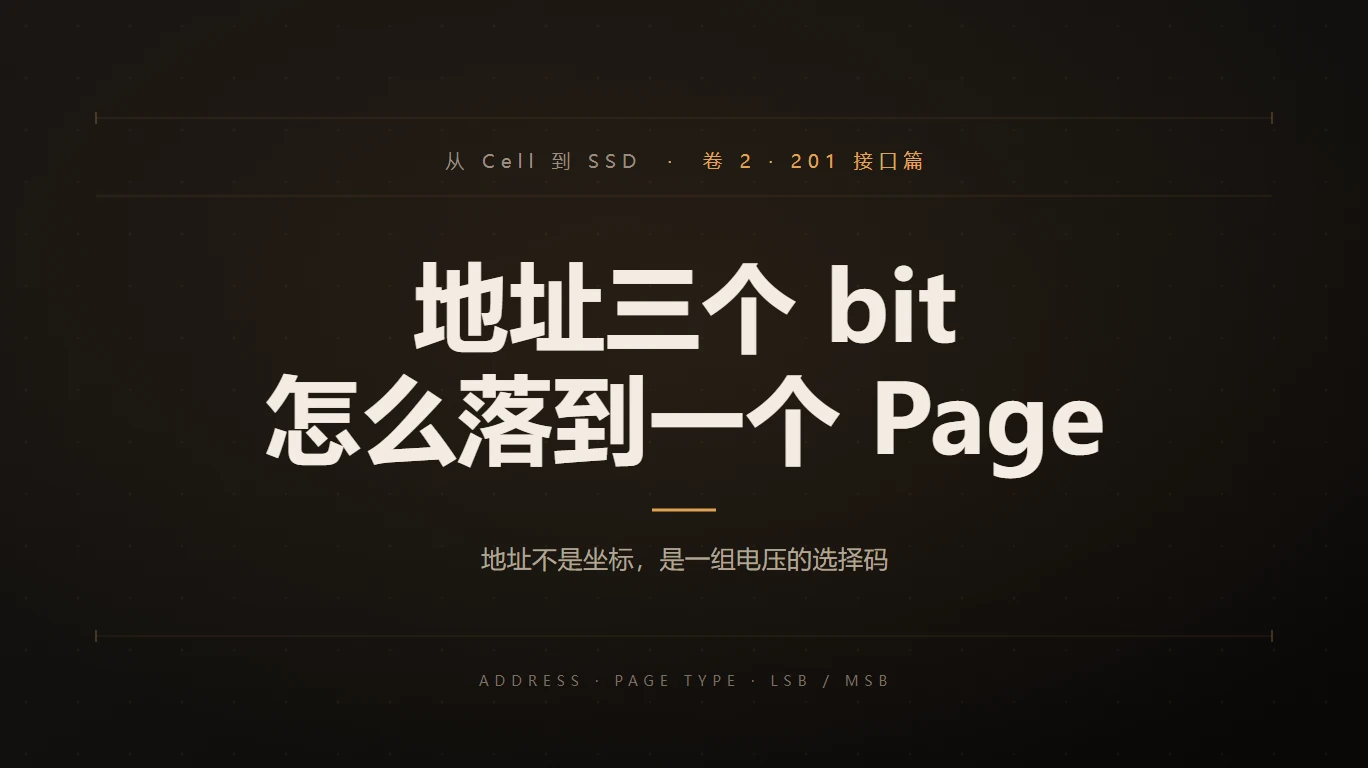 从 Cell 到 SSD · 卷 2 · 201 接口篇
地址三个 bit
怎么落到一个 Page
地址不是坐标，是一组电压的选择码
ADDRESS · PAGE TYPE · LSB / MSB